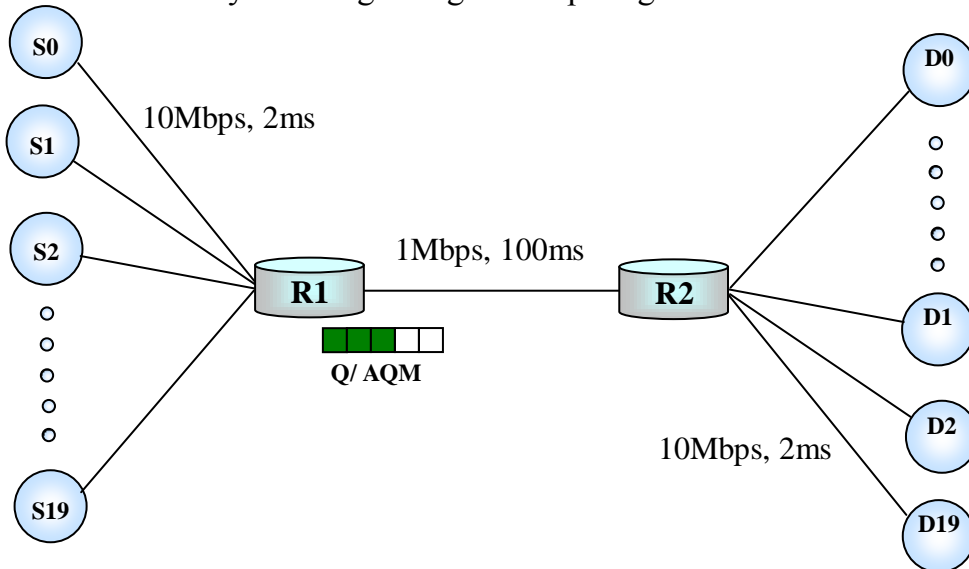 S0
D0
10Mbps, 2ms
S1
S2
1Mbps, 100ms
R1
R2
D1
Q/ AQM
D2
10Mbps, 2ms
S19
D19